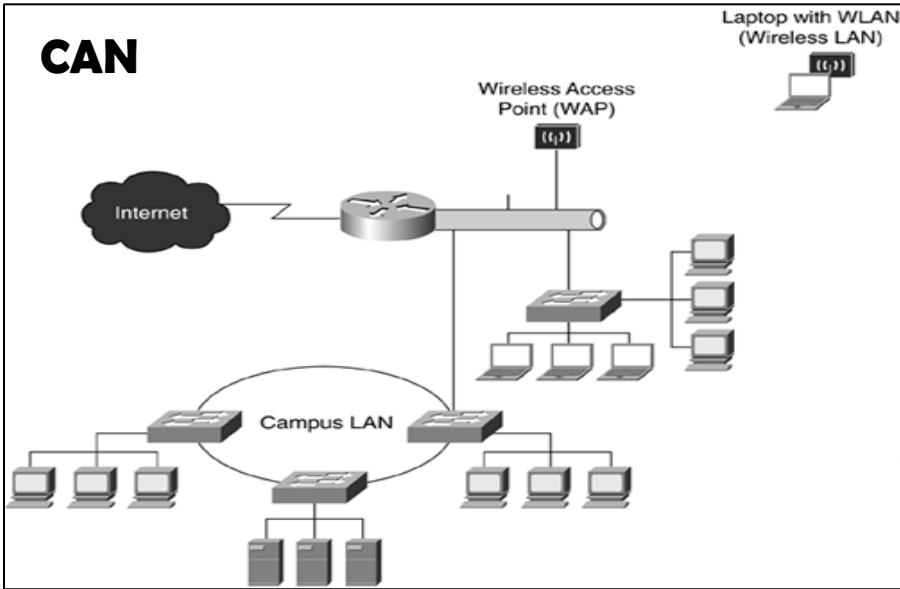 CAN
Laptop with WLAN
(Wireless LAN)
Wireless Access
Point (WAP)
Internet
Campus LAN